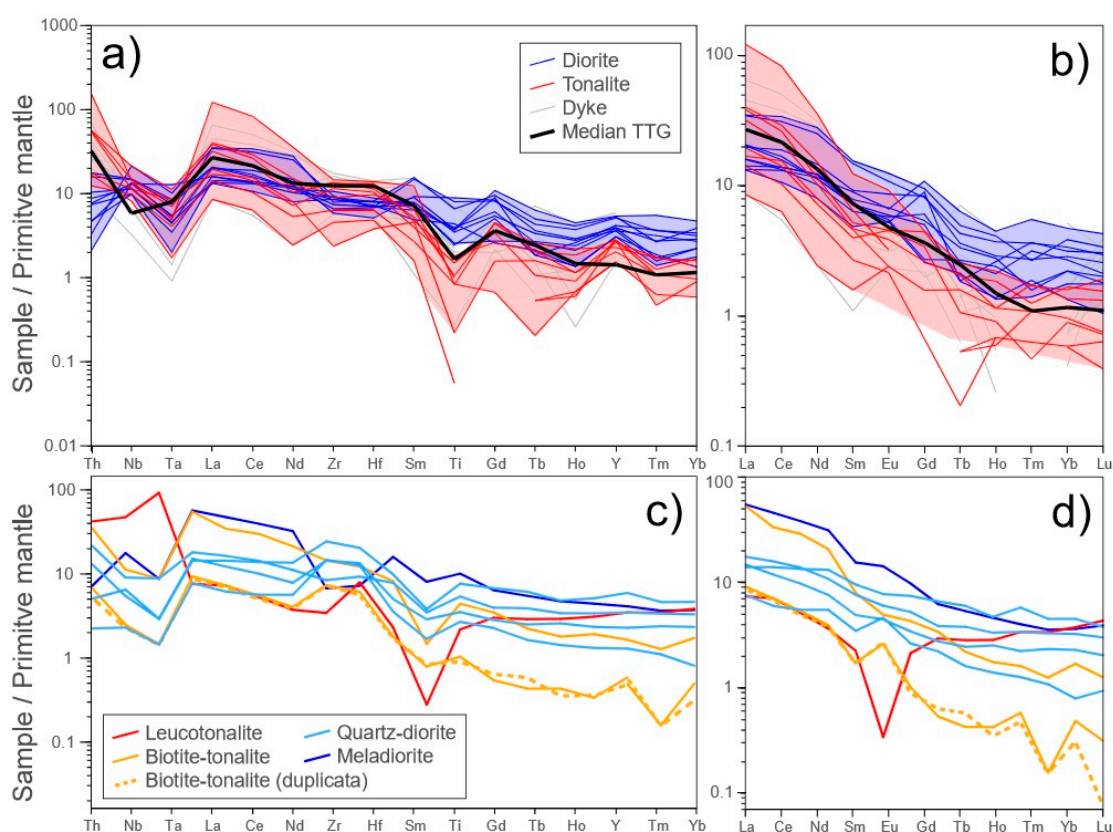 a)
1000
100
10
1
0.1
0.01
Sample / Primitve mantle
Diorite
Tonalite
Dyke
Median TTG
Th Nb Ta La Ce Nd Zr Hf Sm Ti Gd Tb Ho Y Tm Yb
b)
100
10
1
0.1
La Ce Nd Sm Eu Gd Tb Ho Tm Yb Lu
c)
100
10
1
0.1
Sample / Primitve mantle
Leucotonalite
Biotite-tonalite
Biotite-tonalite (duplicata)
Quartz-diorite
Meladiorite
Th Nb Ta La Ce Nd Zr Hf Sm Ti Gd Tb Ho Y Tm Yb
d)
100
10
1
0.1
La Ce Nd Sm Eu Gd Tb Ho Tm Yb Lu